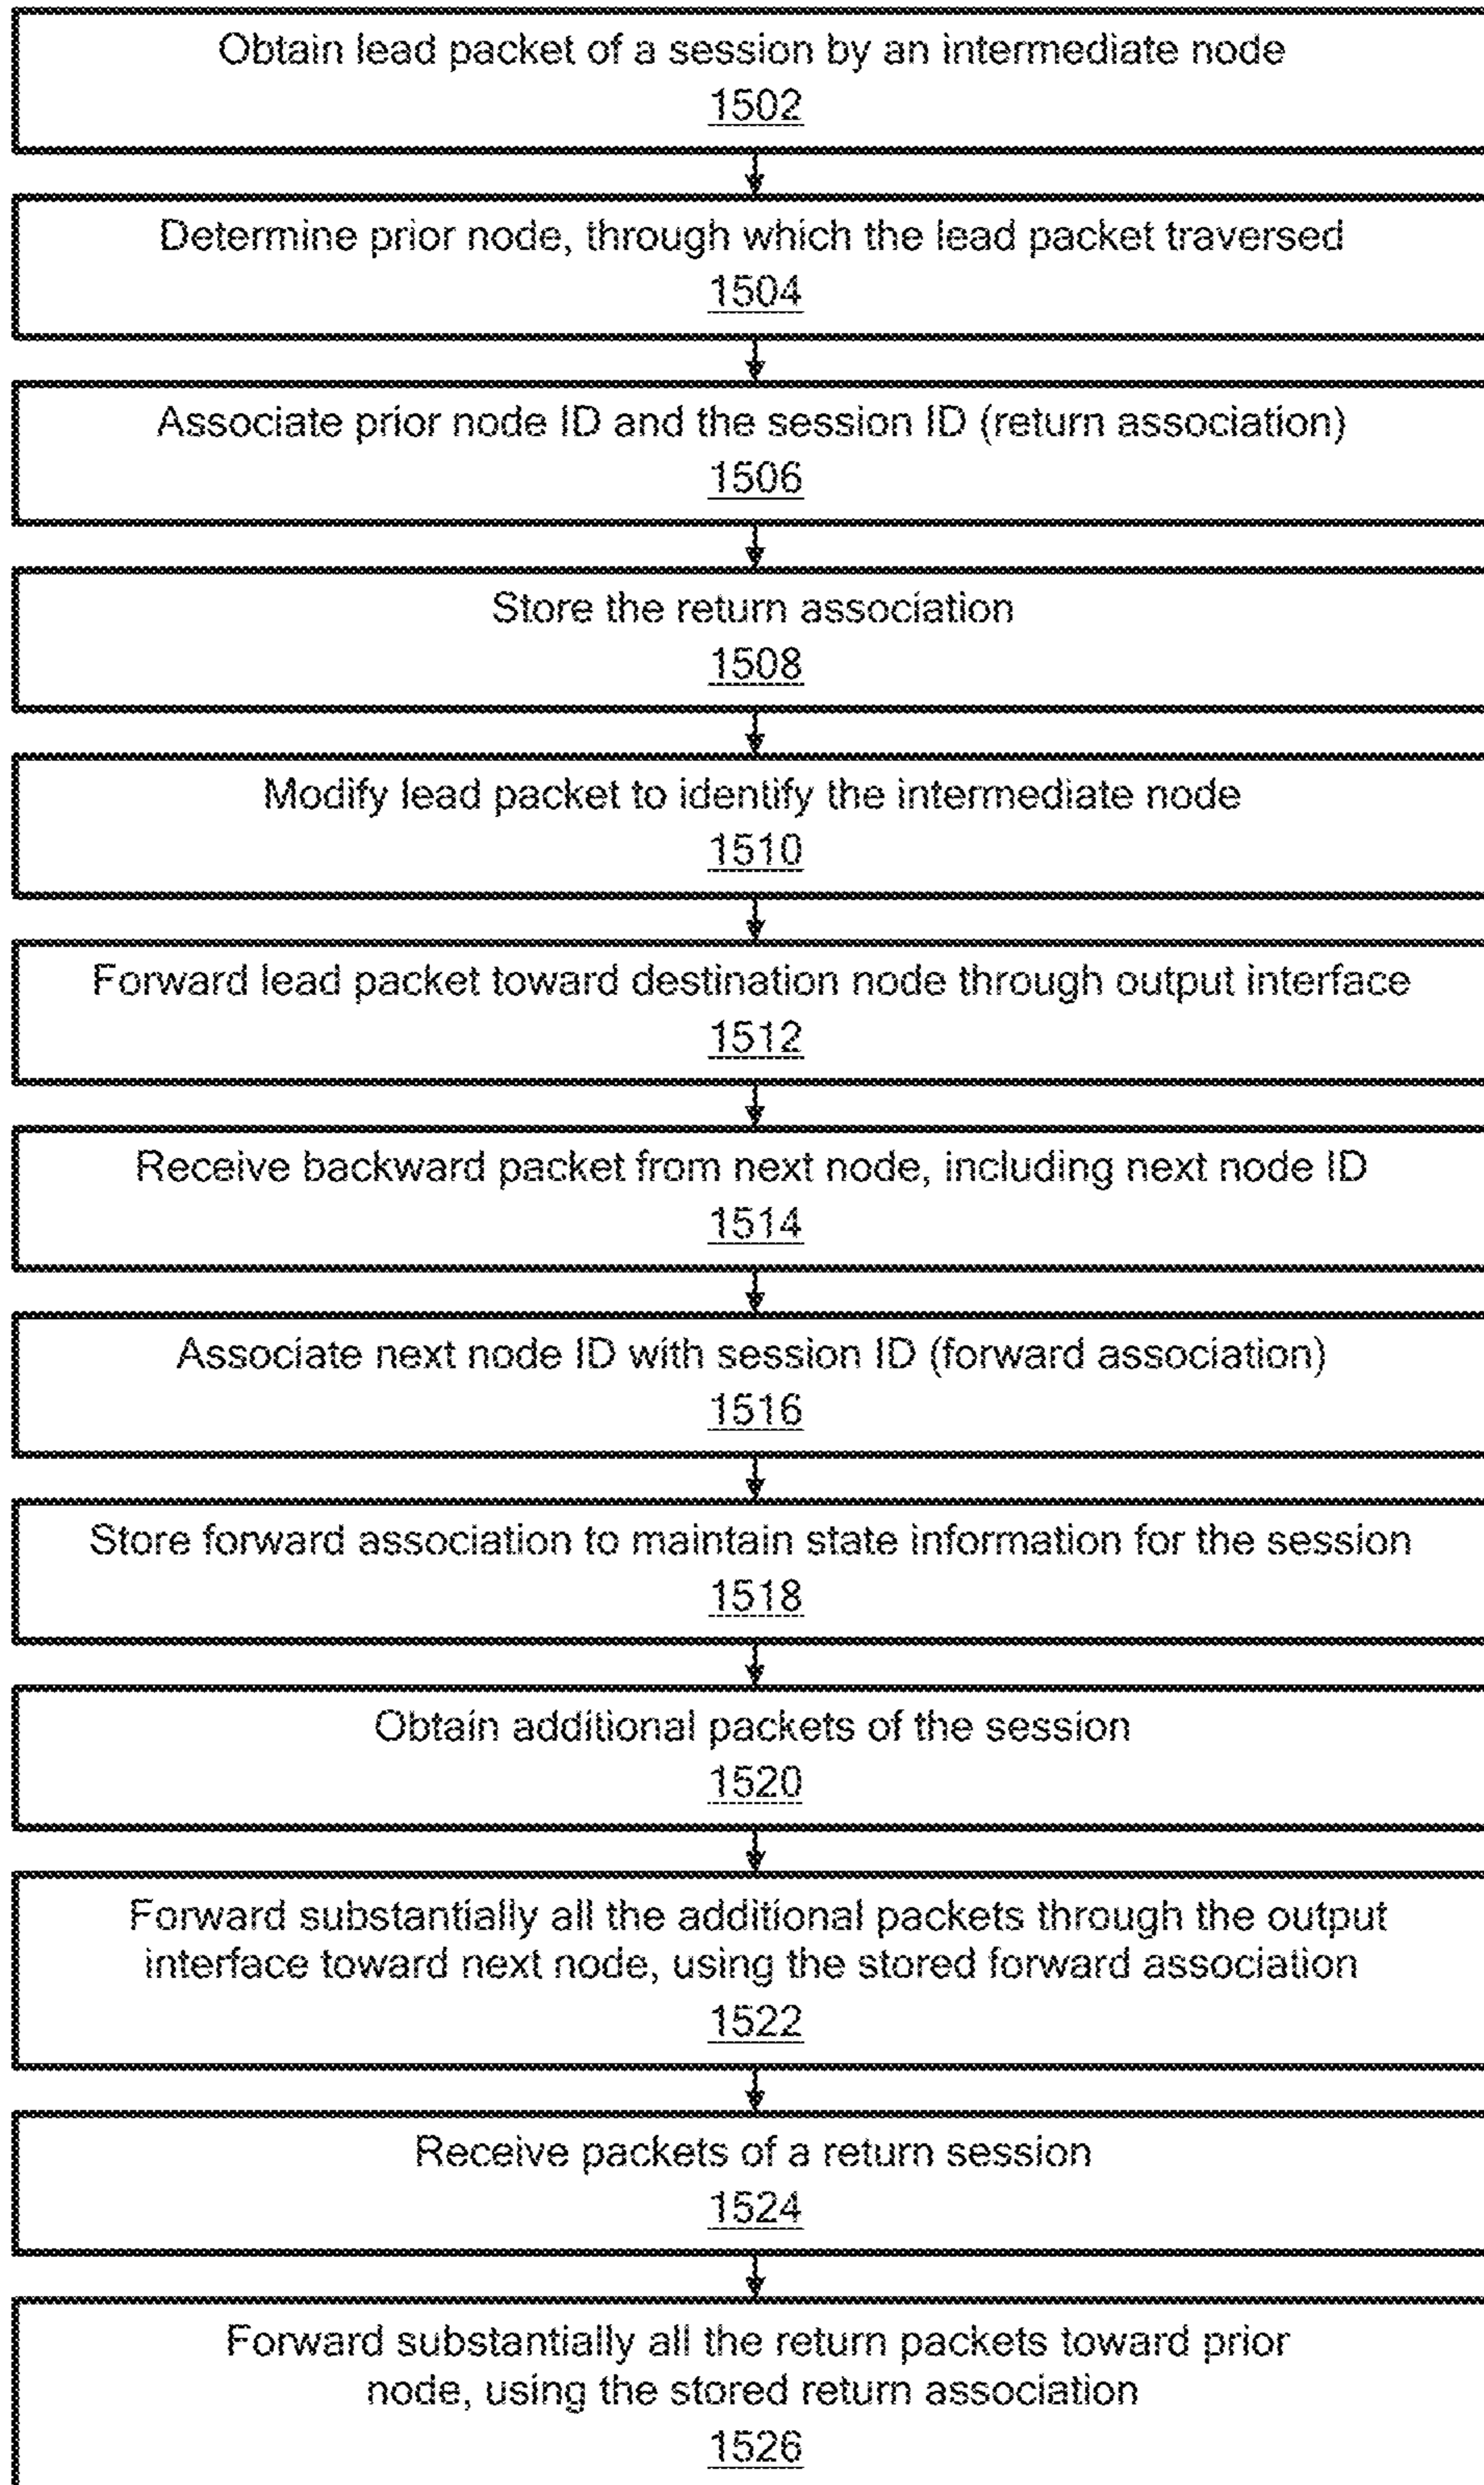 Obtain lead packet of a session by an intermediate node
1502
Determine prior node, through which the lead packet traversed
1504
Associate prior node ID and the session ID (return association)
1506
Store the return association
1508
Modify lead packet to identify the intermediate node
1510
Forward lead packet toward destination node through output interface
1512
Receive backward packet from next node, including next node ID
1514
Associate next node ID with session ID (forward association)
1516
Store forward association to maintain state information for the session
1518
Obtain additional packets of the session
1520
Forward substantially all the additional packets through the output
interface toward next node, using the stored forward association
1522
Receive packets of a return session
1524
Forward substantially all the return packets toward prior
node, using the stored return association
1526